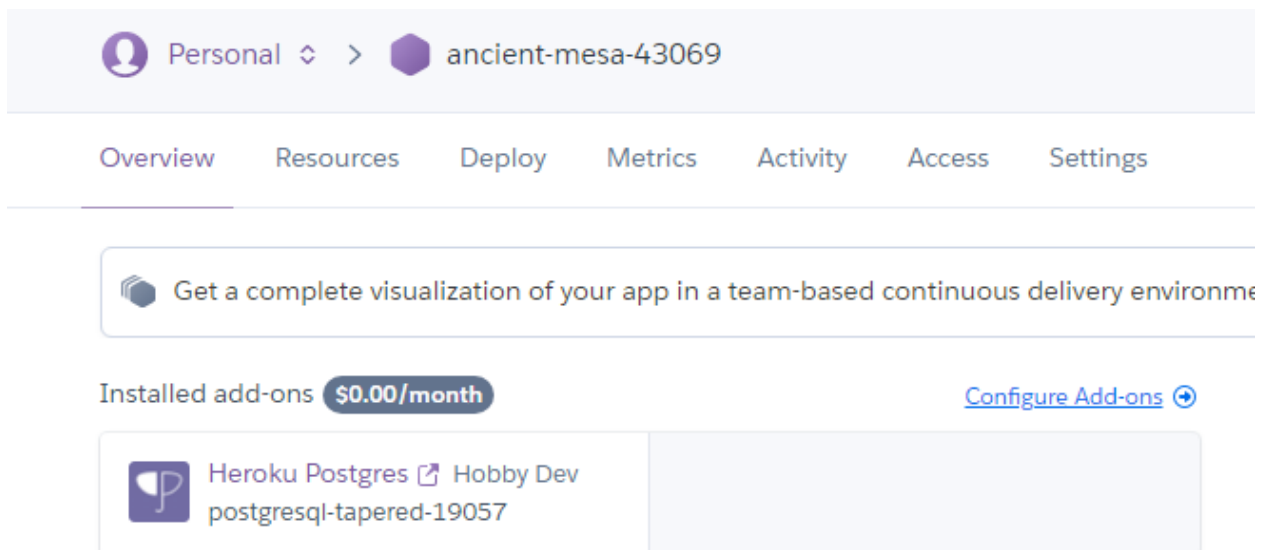 Personal > ancient-mesa-43069
Overview Resources Deploy Metrics Activity Access Settings
Get a complete visualization of your app in a team-based continuous delivery environme
Installed add-ons $0.00/month Configure Add-ons
Heroku Postgres Hobby Dev
postgresql-tapered-19057